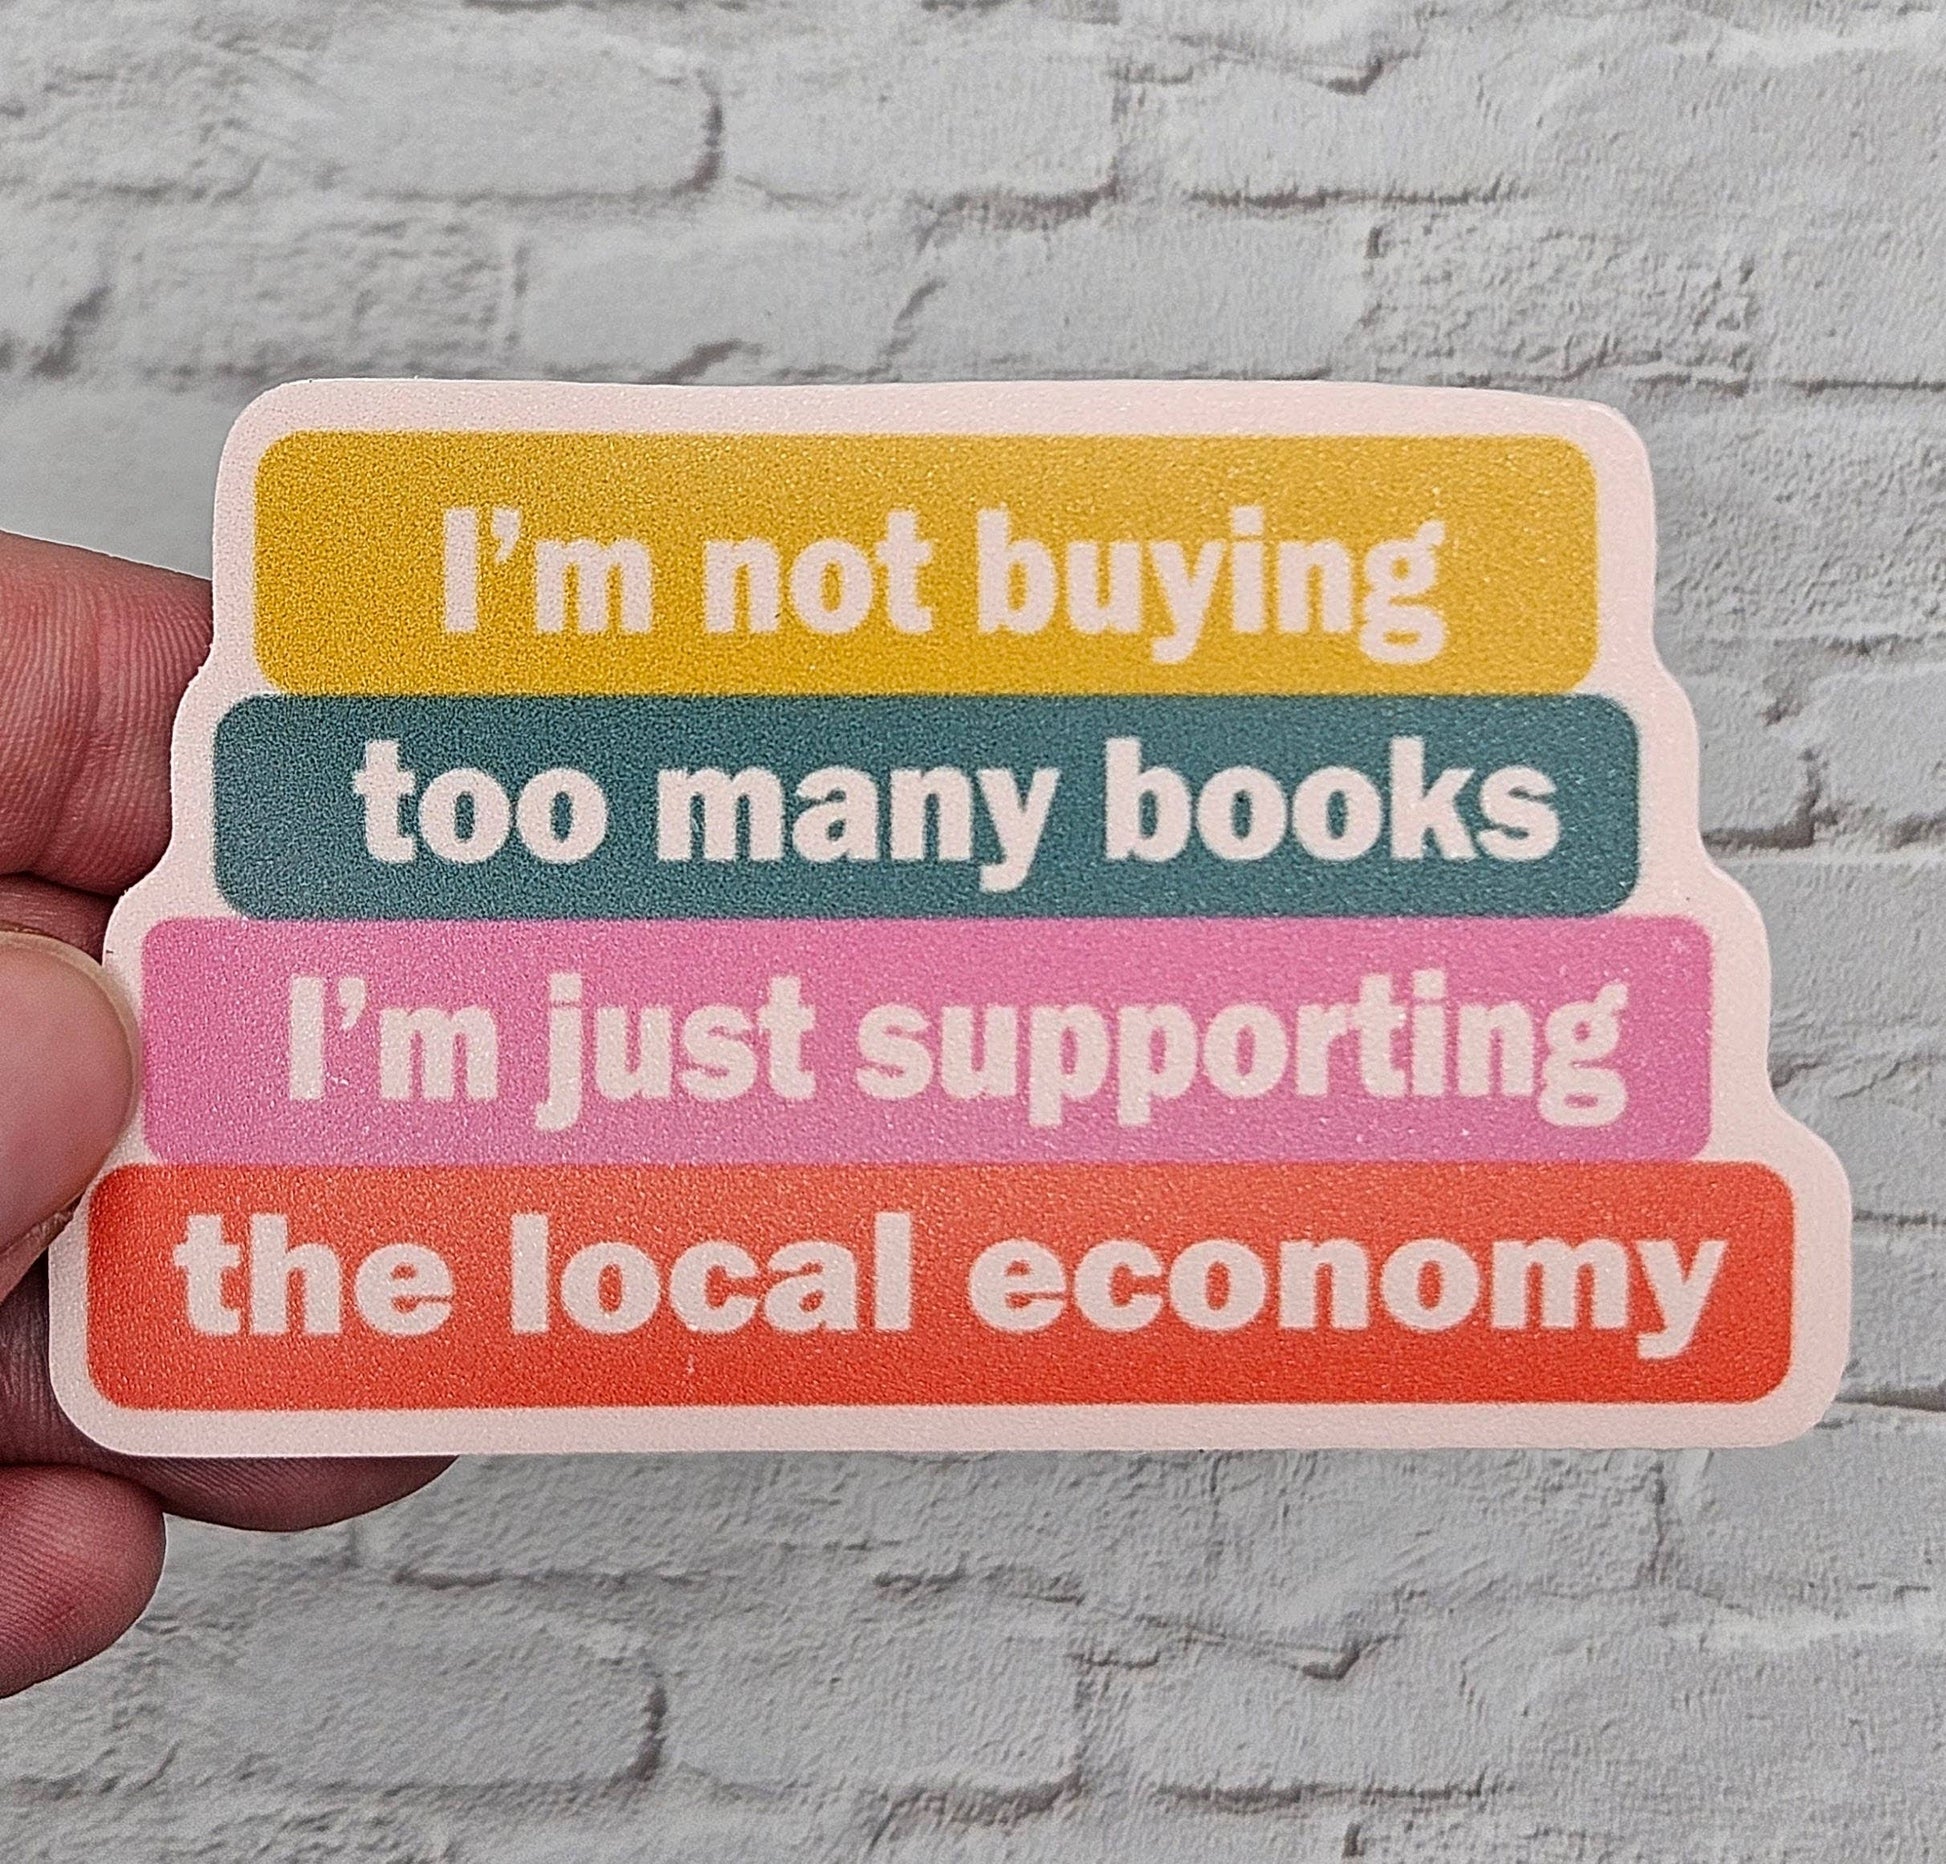 I’m not buying
too many books
I’m just supporting
the local economy